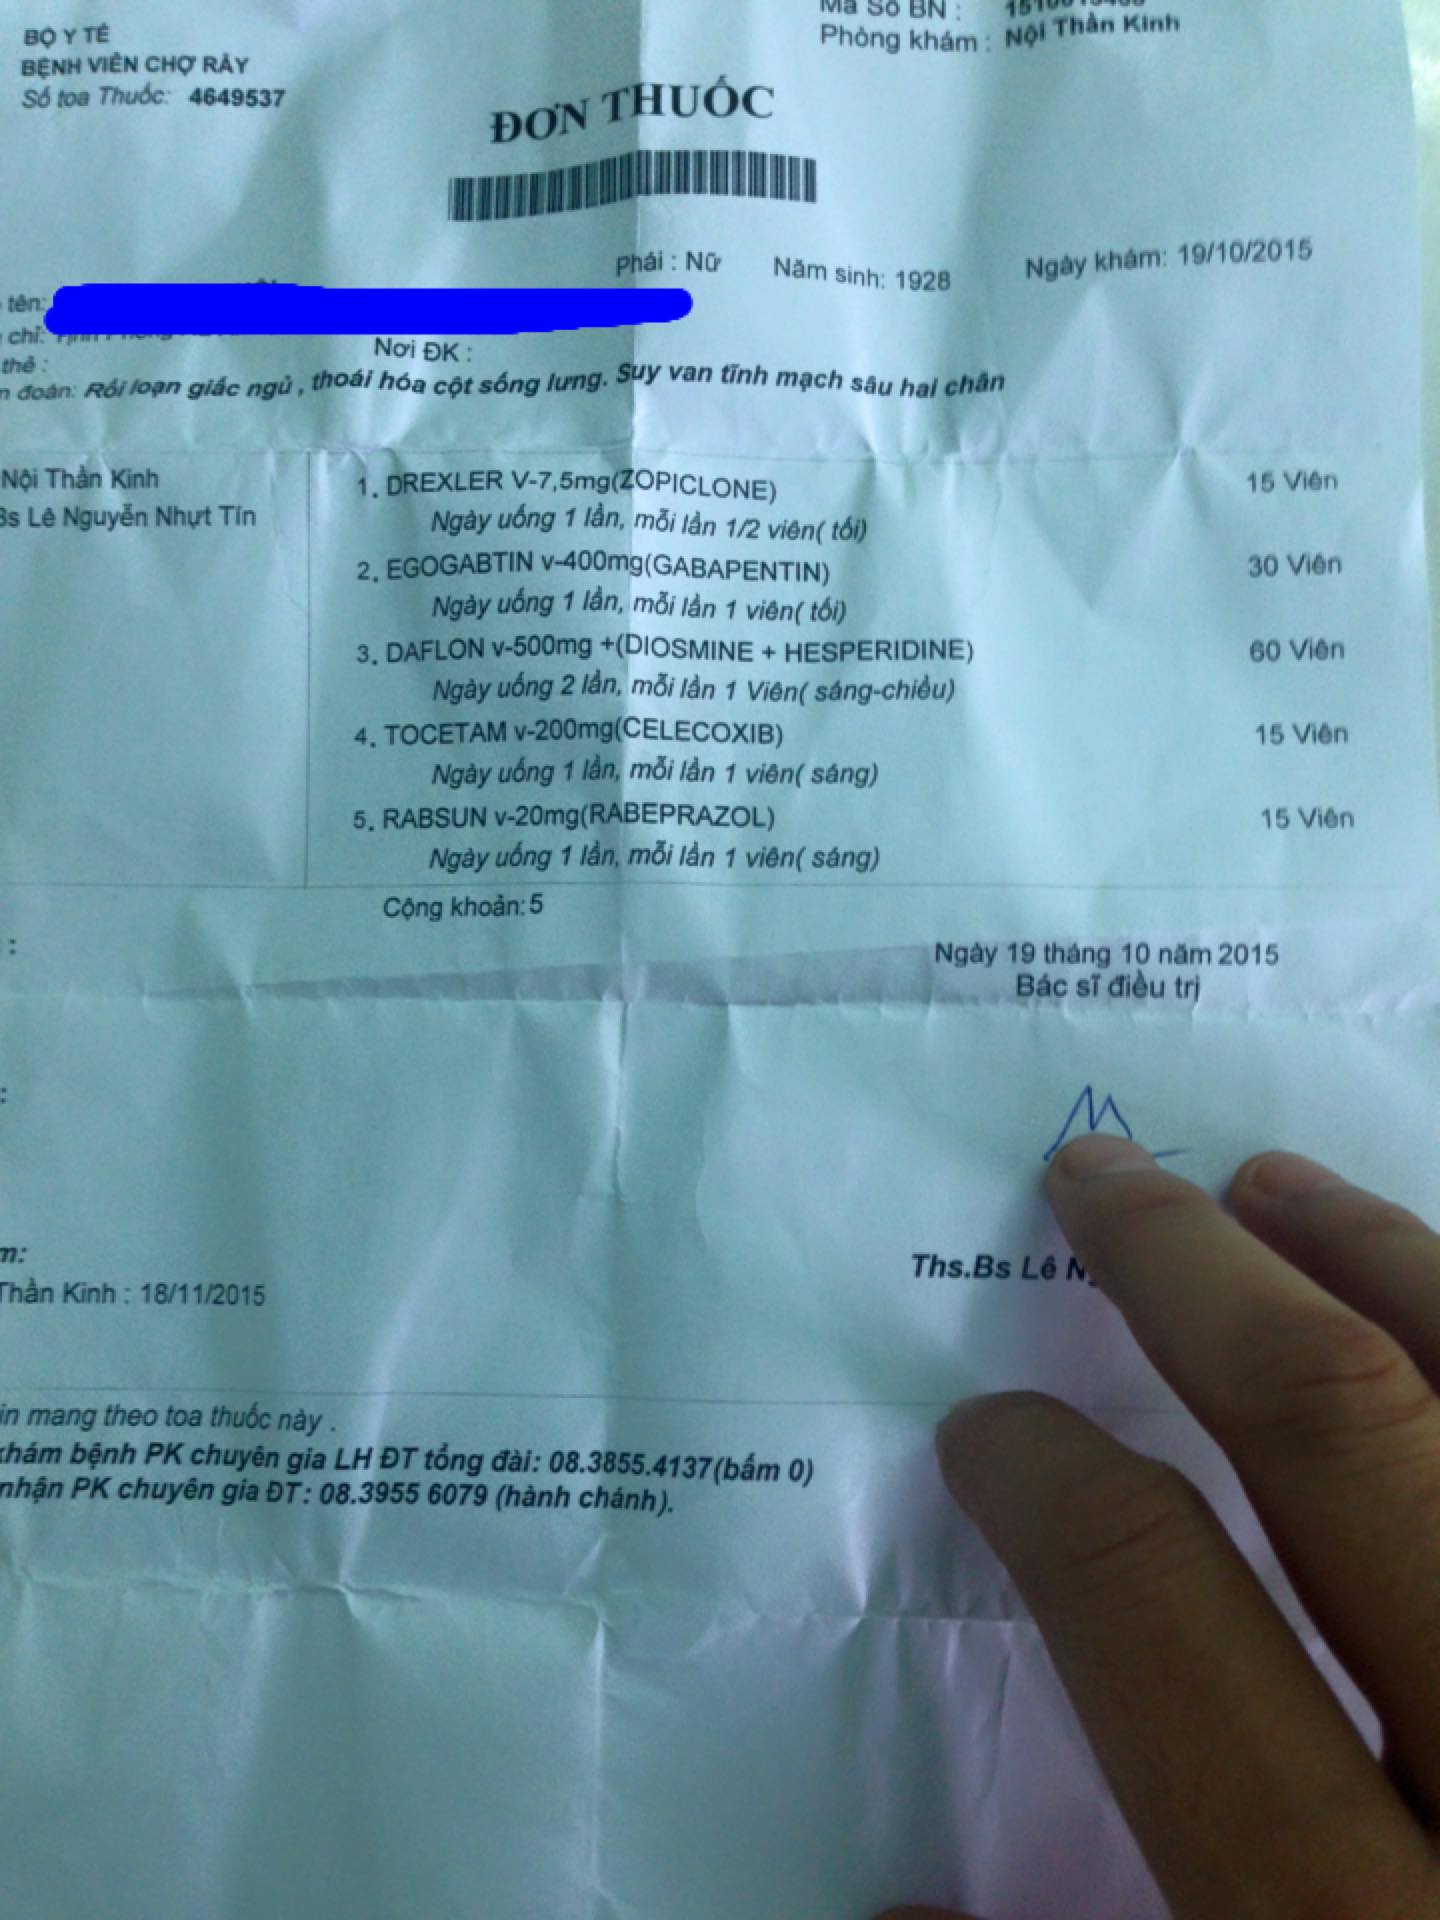 BỘ Y TẾ
BỆNH VIÊN CHỢ RẪY
Số toa Thuốc: 4649537
Mã Số BN :
Phòng khám : Nội Thần Kinh
ĐƠN THUỐC
Phái : Nữ Năm sinh: 1928 Ngày khám: 19/10/2015
tên:
chỉ:
thẻ :
Nơi ĐK :
đoán: Rối loạn giấc ngủ , thoái hóa cột sống lưng. Suy van tĩnh mạch sâu hai chân
Nội Thần Kinh
Bs Lê Nguyễn Nhựt Tín
1. DREXLER V-7,5mg(ZOPICLONE) 15 Viên
Ngày uống 1 lần, mỗi lần 1/2 viên( tối)
2. EGOGABTIN v-400mg(GABAPENTIN) 30 Viên
Ngày uống 1 lần, mỗi lần 1 viên( tối)
3. DAFLON v-500mg +(DIOSMINE + HESPERIDINE) 60 Viên
Ngày uống 2 lần, mỗi lần 1 Viên( sáng-chiều)
4. TOCETAM v-200mg(CELECOXIB) 15 Viên
Ngày uống 1 lần, mỗi lần 1 viên( sáng)
5. RABSUN v-20mg(RABEPRAZOL) 15 Viên
Ngày uống 1 lần, mỗi lần 1 viên( sáng)
Cộng khoản: 5
:
Ngày 19 tháng 10 năm 2015
Bác sĩ điều trị
:
m:
Ths.Bs Lê
Thần Kinh : 18/11/2015
in mang theo toa thuốc này .
khám bệnh PK chuyên gia LH ĐT tổng đài: 08.3855.4137(bấm 0)
nhận PK chuyên gia ĐT: 08.3955 6079 (hành chánh).